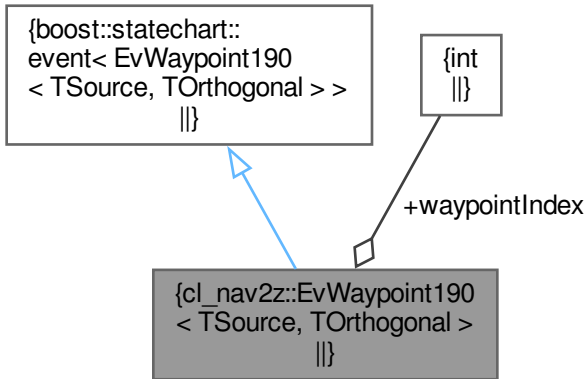 {boost::statechart::
event< EvWaypoint190
< TSource, TOrthogonal > >
||}
{int
||}
+waypointIndex
{cl_nav2z::EvWaypoint190
< TSource, TOrthogonal >
||}